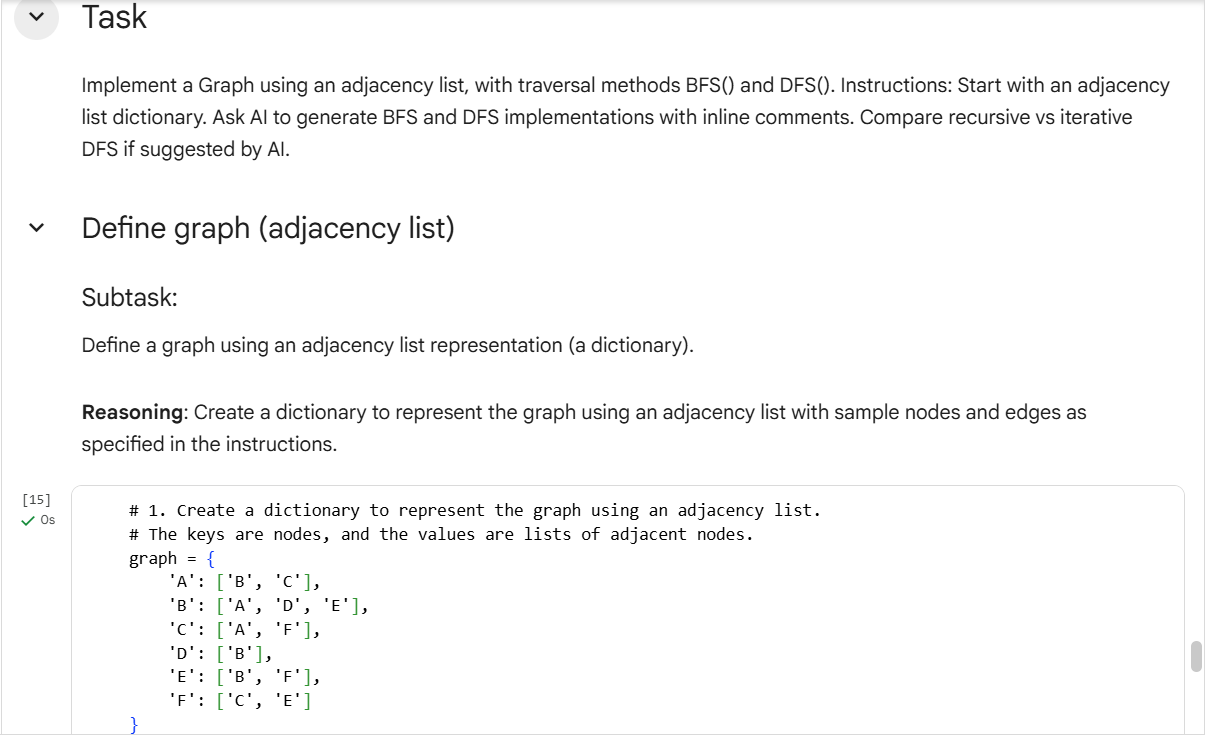 Task
Implement a Graph using an adjacency list, with traversal methods BFS() and DFS(). Instructions: Start with an adjacency
list dictionary. Ask AI to generate BFS and DFS implementations with inline comments. Compare recursive vs iterative
DFS if suggested by AI.
Define graph (adjacency list)
Subtask:
Define a graph using an adjacency list representation (a dictionary).
Reasoning: Create a dictionary to represent the graph using an adjacency list with sample nodes and edges as
specified in the instructions.
[15]
0s
# 1. Create a dictionary to represent the graph using an adjacency list.
# The keys are nodes, and the values are lists of adjacent nodes.
graph = {
    'A': ['B', 'C'],
    'B': ['A', 'D', 'E'],
    'C': ['A', 'F'],
    'D': ['B'],
    'E': ['B', 'F'],
    'F': ['C', 'E']
}